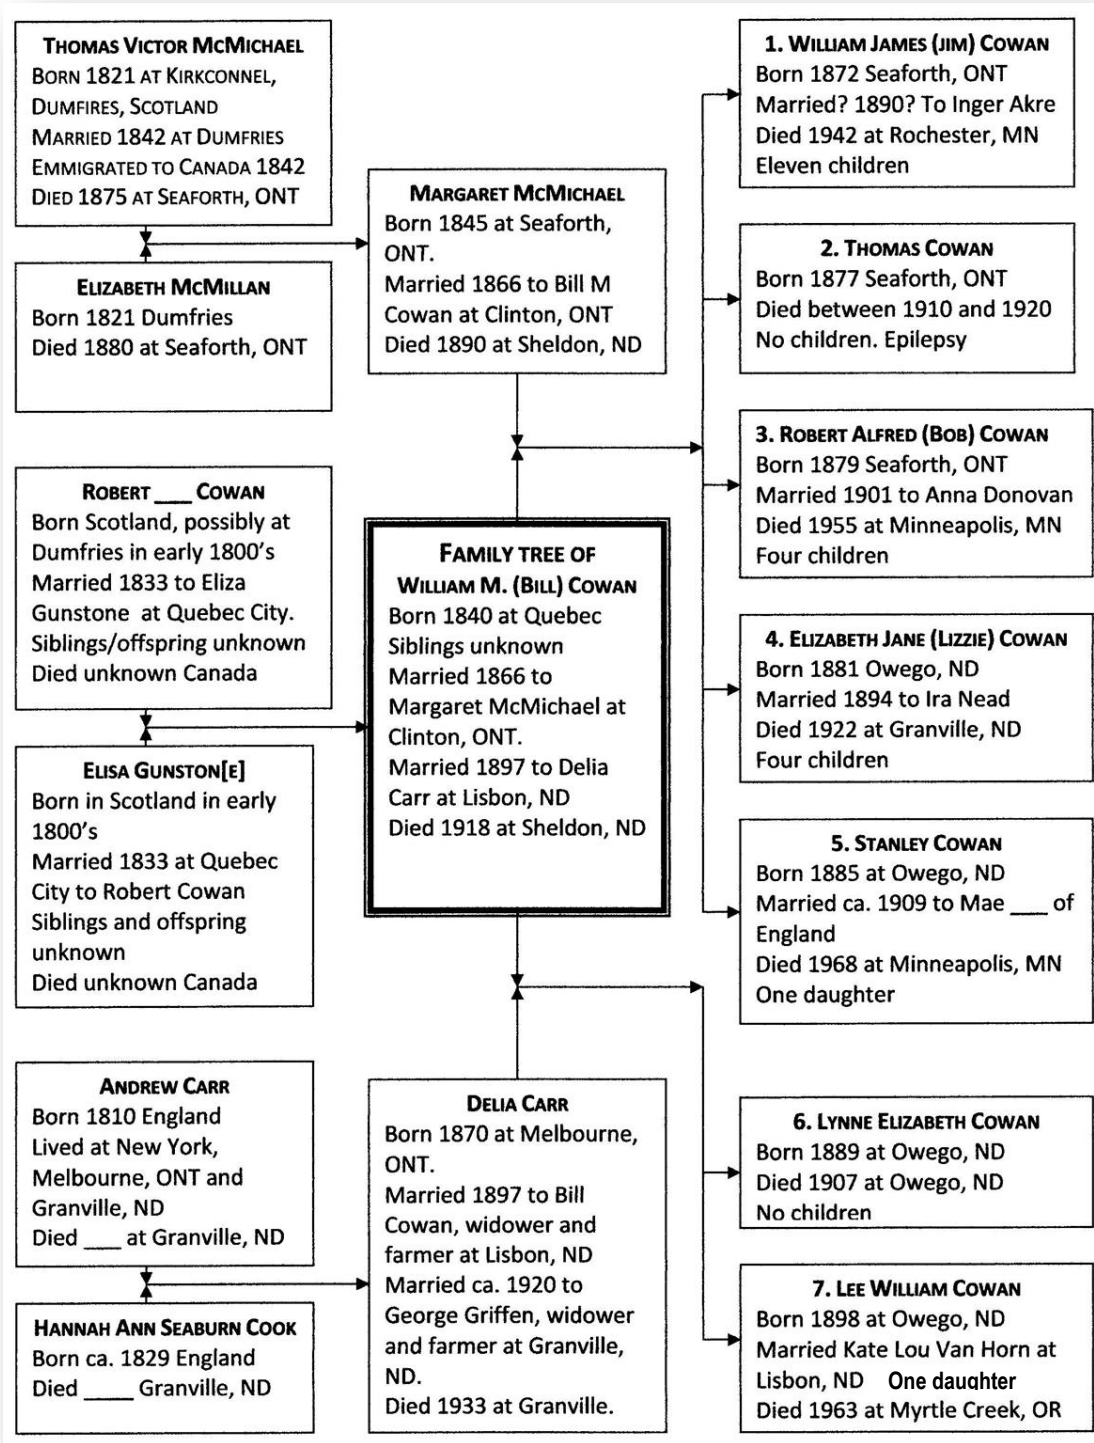 THOMAS VICTOR MCMICHAEL
BORN 1821 AT KIRKCONNEL,
DUMFIRES, SCOTLAND
MARRIED 1842 AT DUMFRIES
EMMIGRATED TO CANADA 1842
DIED 1875 AT SEAFORTH, ONT
ELIZABETH MCMILLAN
Born 1821 Dumfries
Died 1880 at Seaforth, ONT
ROBERT ___ COWAN
Born Scotland, possibly at
Dumfries in early 1800's
Married 1833 to Eliza
Gunstone at Quebec City.
Siblings/offspring unknown
Died unknown Canada
ELISA GUNSTON[E]
Born in Scotland in early
1800's
Married 1833 at Quebec
City to Robert Cowan
Siblings and offspring
unknown
Died unknown Canada
ANDREW CARR
Born 1810 England
Lived at New York,
Melbourne, ONT and
Granville, ND
Died ___ at Granville, ND
HANNAH ANN SEABURN COOK
Born ca. 1829 England
Died ____ Granville, ND
MARGARET MCMICHAEL
Born 1845 at Seaforth,
ONT.
Married 1866 to Bill M
Cowan at Clinton, ONT
Died 1890 at Sheldon, ND
FAMILY TREE OF
WILLIAM M. (BILL) COWAN
Born 1840 at Quebec
Siblings unknown
Married 1866 to
Margaret McMichael at
Clinton, ONT.
Married 1897 to Delia
Carr at Lisbon, ND
Died 1918 at Sheldon, ND
DELIA CARR
Born 1870 at Melbourne,
ONT.
Married 1897 to Bill
Cowan, widower and
farmer at Lisbon, ND
Married ca. 1920 to
George Griffen, widower
and farmer at Granville,
ND.
Died 1933 at Granville.
1. WILLIAM JAMES (JIM) COWAN
Born 1872 Seaforth, ONT
Married? 1890? To Inger Akre
Died 1942 at Rochester, MN
Eleven children
2. THOMAS COWAN
Born 1877 Seaforth, ONT
Died between 1910 and 1920
No children. Epilepsy
3. ROBERT ALFRED (BOB) COWAN
Born 1879 Seaforth, ONT
Married 1901 to Anna Donovan
Died 1955 at Minneapolis, MN
Four children
4. ELIZABETH JANE (LIZZIE) COWAN
Born 1881 Owego, ND
Married 1894 to Ira Nead
Died 1922 at Granville, ND
Four children
5. STANLEY COWAN
Born 1885 at Owego, ND
Married ca. 1909 to Mae ___ of
England
Died 1968 at Minneapolis, MN
One daughter
6. LYNNE ELIZABETH COWAN
Born 1889 at Owego, ND
Died 1907 at Owego, ND
No children
7. LEE WILLIAM COWAN
Born 1898 at Owego, ND
Married Kate Lou Van Horn at
Lisbon, ND One daughter
Died 1963 at Myrtle Creek, OR